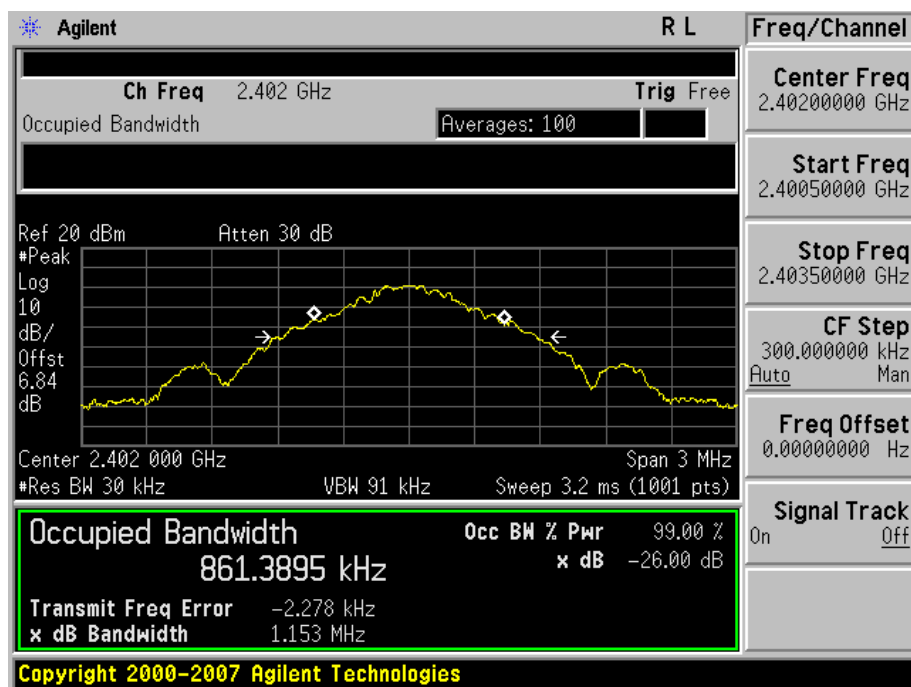 Agilent R L Freq/Channel
Ch Freq 2.402 GHz Trig Free
Occupied Bandwidth Averages: 100
Center Freq
2.40200000 GHz
Start Freq
2.40050000 GHz
Stop Freq
2.40350000 GHz
CF Step
300.000000 kHz
Auto Man
Freq Offset
0.00000000 Hz
Signal Track
On Off
Ref 20 dBm Atten 30 dB
#Peak
Log
10
dB/
Offst
6.84
dB
Center 2.402 000 GHz Span 3 MHz
#Res BW 30 kHz VBW 91 kHz Sweep 3.2 ms (1001 pts)
Occupied Bandwidth Occ BW % Pwr 99.00 %
861.3895 kHz x dB -26.00 dB
Transmit Freq Error -2.278 kHz
x dB Bandwidth 1.153 MHz
Copyright 2000-2007 Agilent Technologies